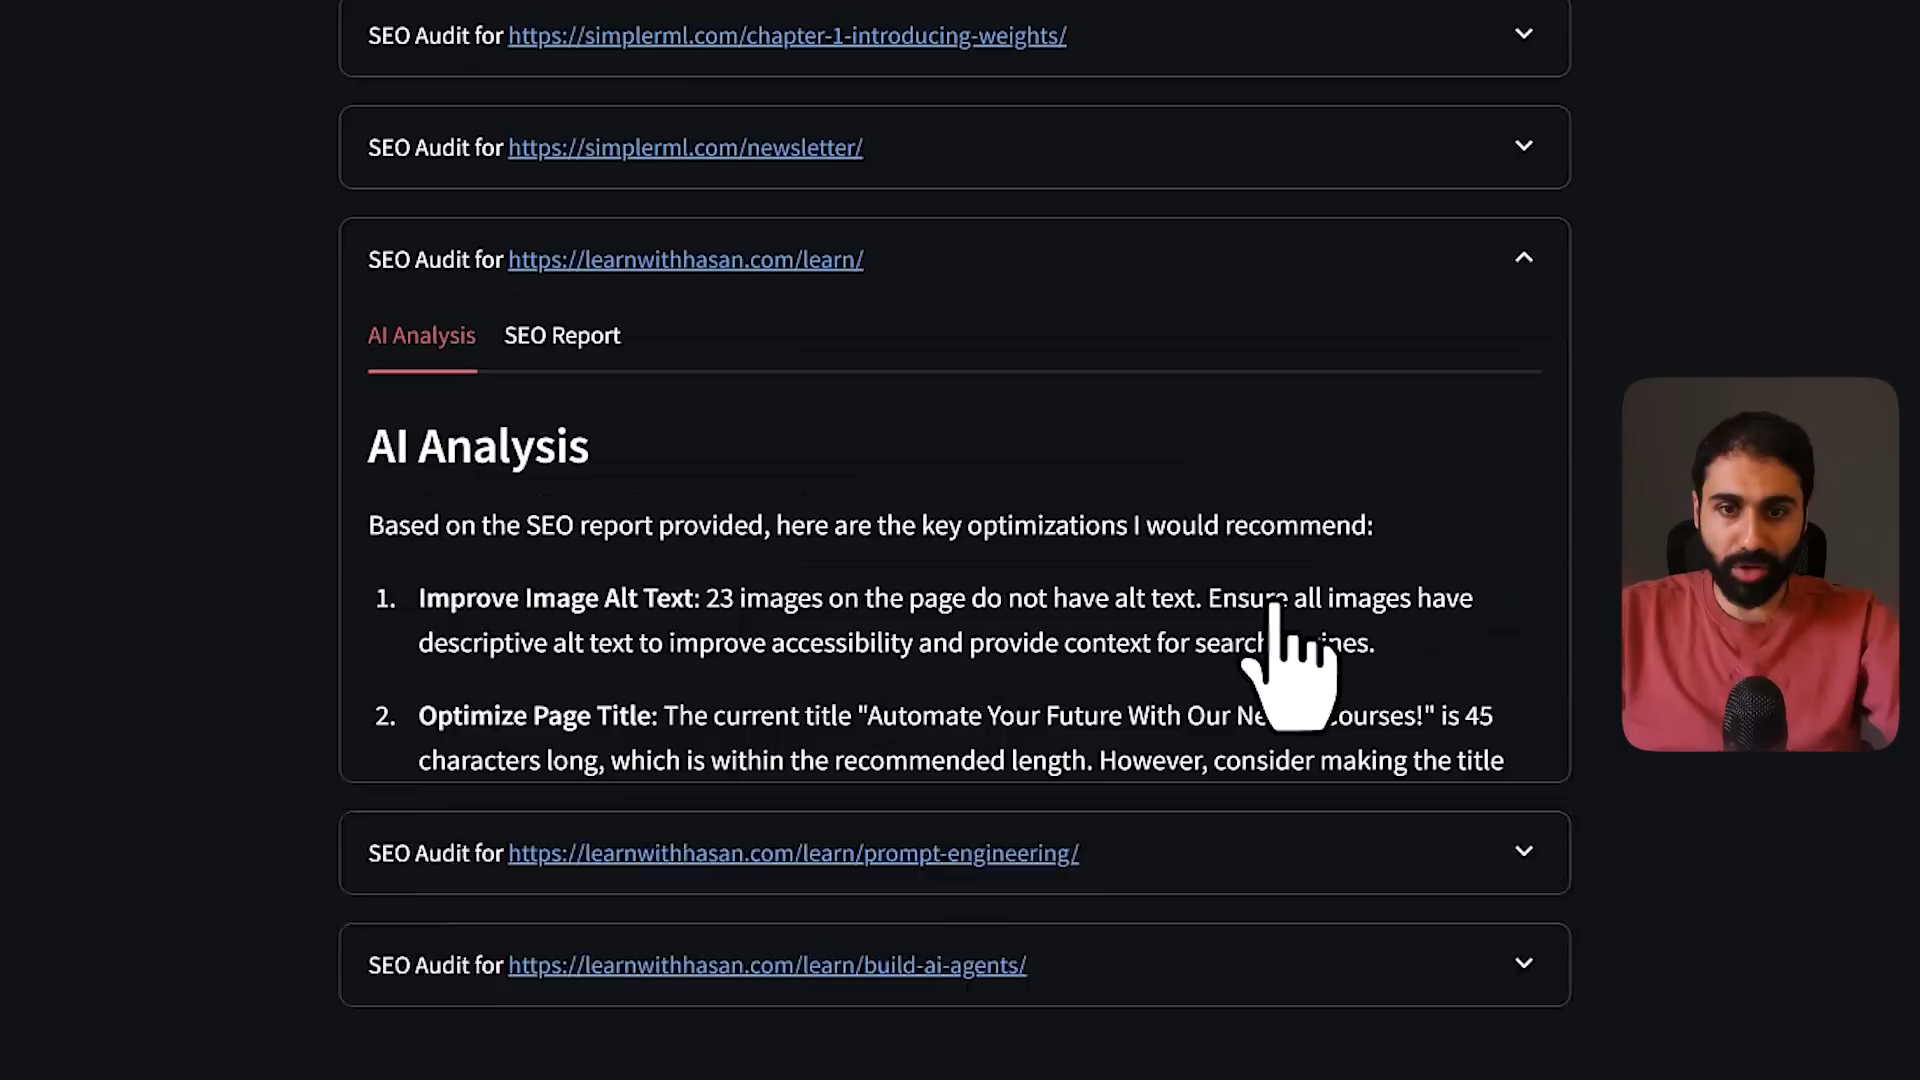 SEO Audit for https://simplerml.com/chapter-1-introducing-weights/
SEO Audit for https://simplerml.com/newsletter/
SEO Audit for https://learnwithhasan.com/learn/
AI Analysis SEO Report
AI Analysis
Based on the SEO report provided, here are the key optimizations I would recommend:
1. Improve Image Alt Text: 23 images on the page do not have alt text. Ensure all images have
descriptive alt text to improve accessibility and provide context for search
2. Optimize Page Title: The current title "Automate Your Future With Our is 45
characters long, which is within the recommended length. However, consider making the title
SEO Audit for https://learnwithhasan.com/learn/prompt-engineering/
SEO Audit for https://learnwithhasan.com/learn/build-ai-agents/